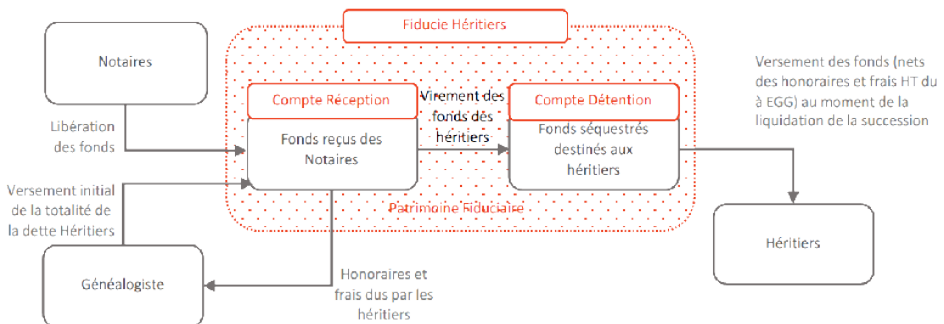 Fiducie Héritiers
Notaires
Versement des fonds (nets
des honoraires et frais HT du
à EGG) au moment de la
liquidation de la succession
Libération
des fonds
Compte Réception
Fonds reçus des
Notaires
Virement des
fonds des
héritiers
Compte Détention
Fonds séquestrés
destinés aux
héritiers
Versement initial
de la totalité de
la dette Héritiers
Patrimoine Fiduciaire
Héritiers
Généalogiste
Honoraires et
frais dus par les
héritiers